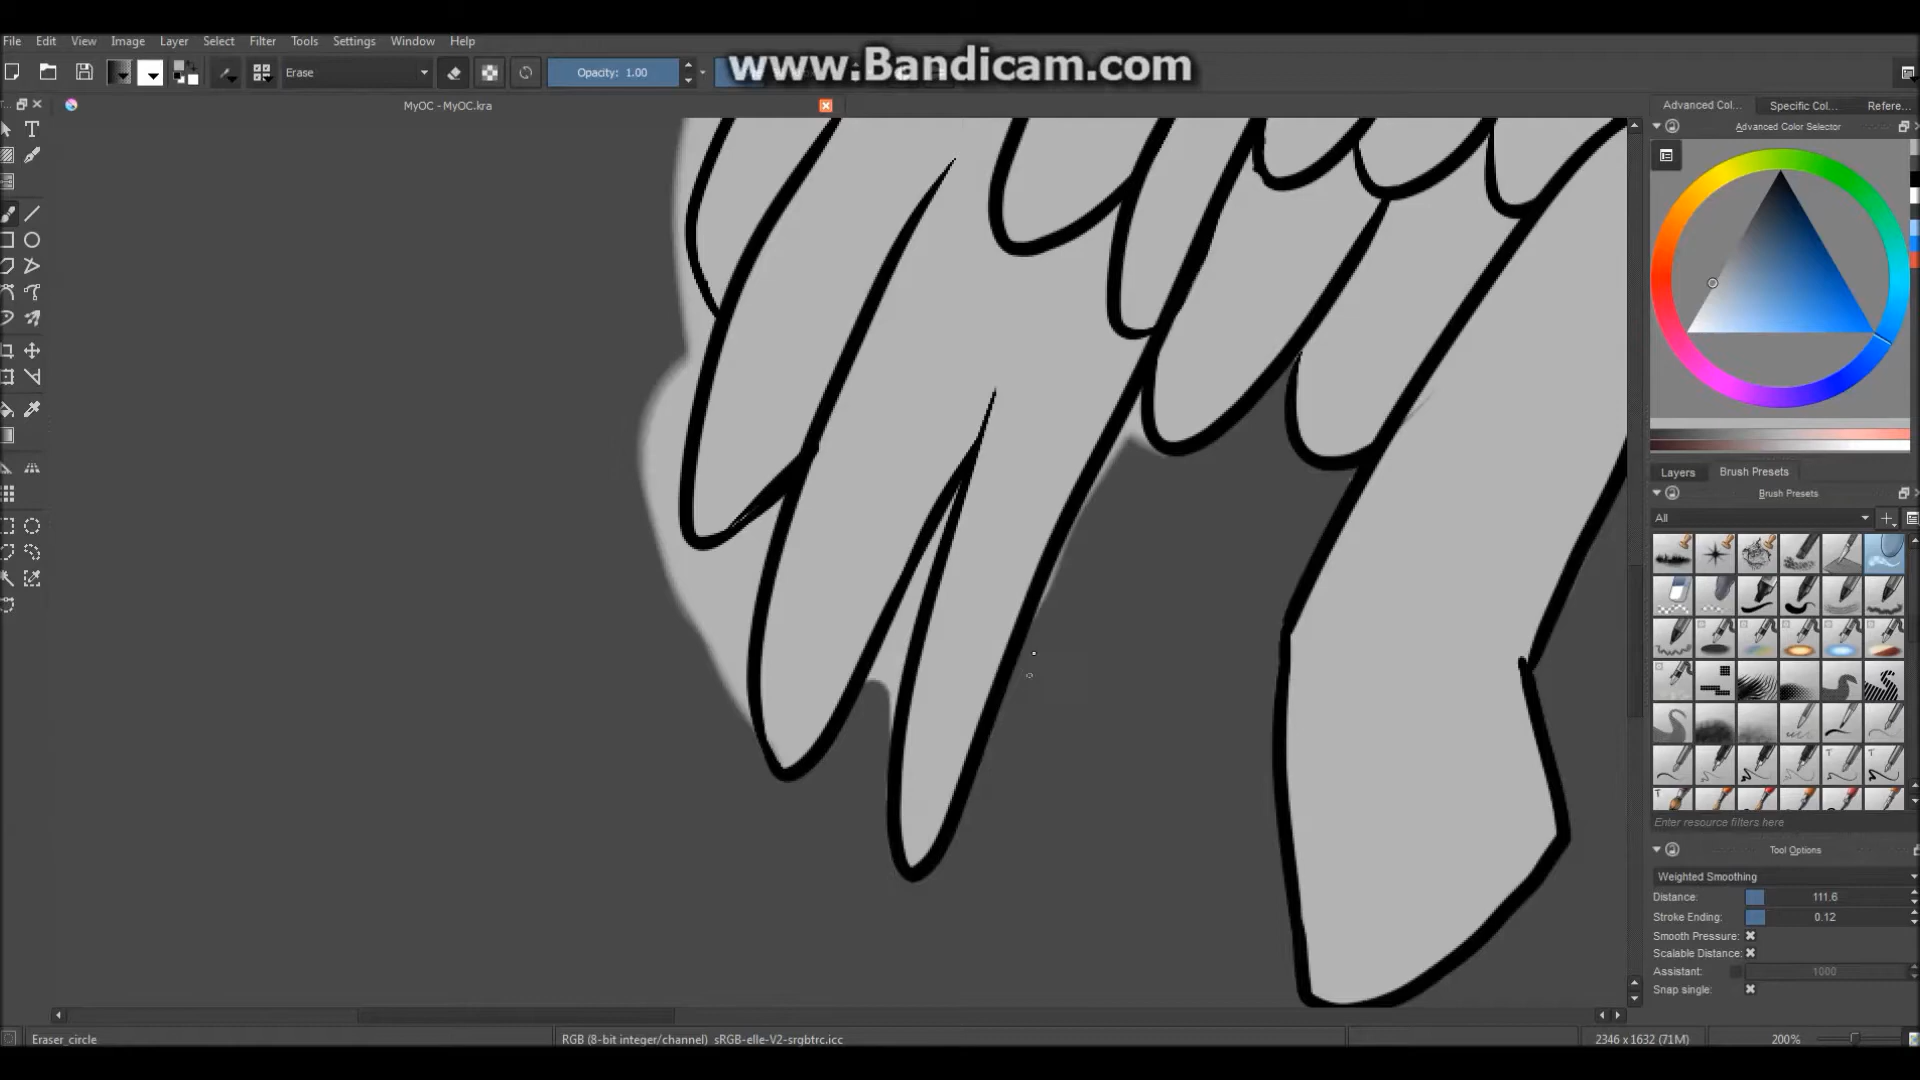 www.Bandicam.com
File Edit View Image Layer Select Filter Tools Settings Window Help
Erase
Opacity: 1.00
MyOC - MyOC.kra
Advanced Col... Specific Col... Refere...
Advanced Color Selector
Layers Brush Presets
Brush Presets
All
Enter resource filters here
Tool Options
Weighted Smoothing
Distance: 111.6
Stroke Ending: 0.12
Smooth Pressure:
Scalable Distance:
Assistant: 1000
Snap single:
Eraser_circle RGB (8-bit integer/channel) sRGB-elle-V2-srgbtrc.icc 2346 x 1632 (71M) 200%